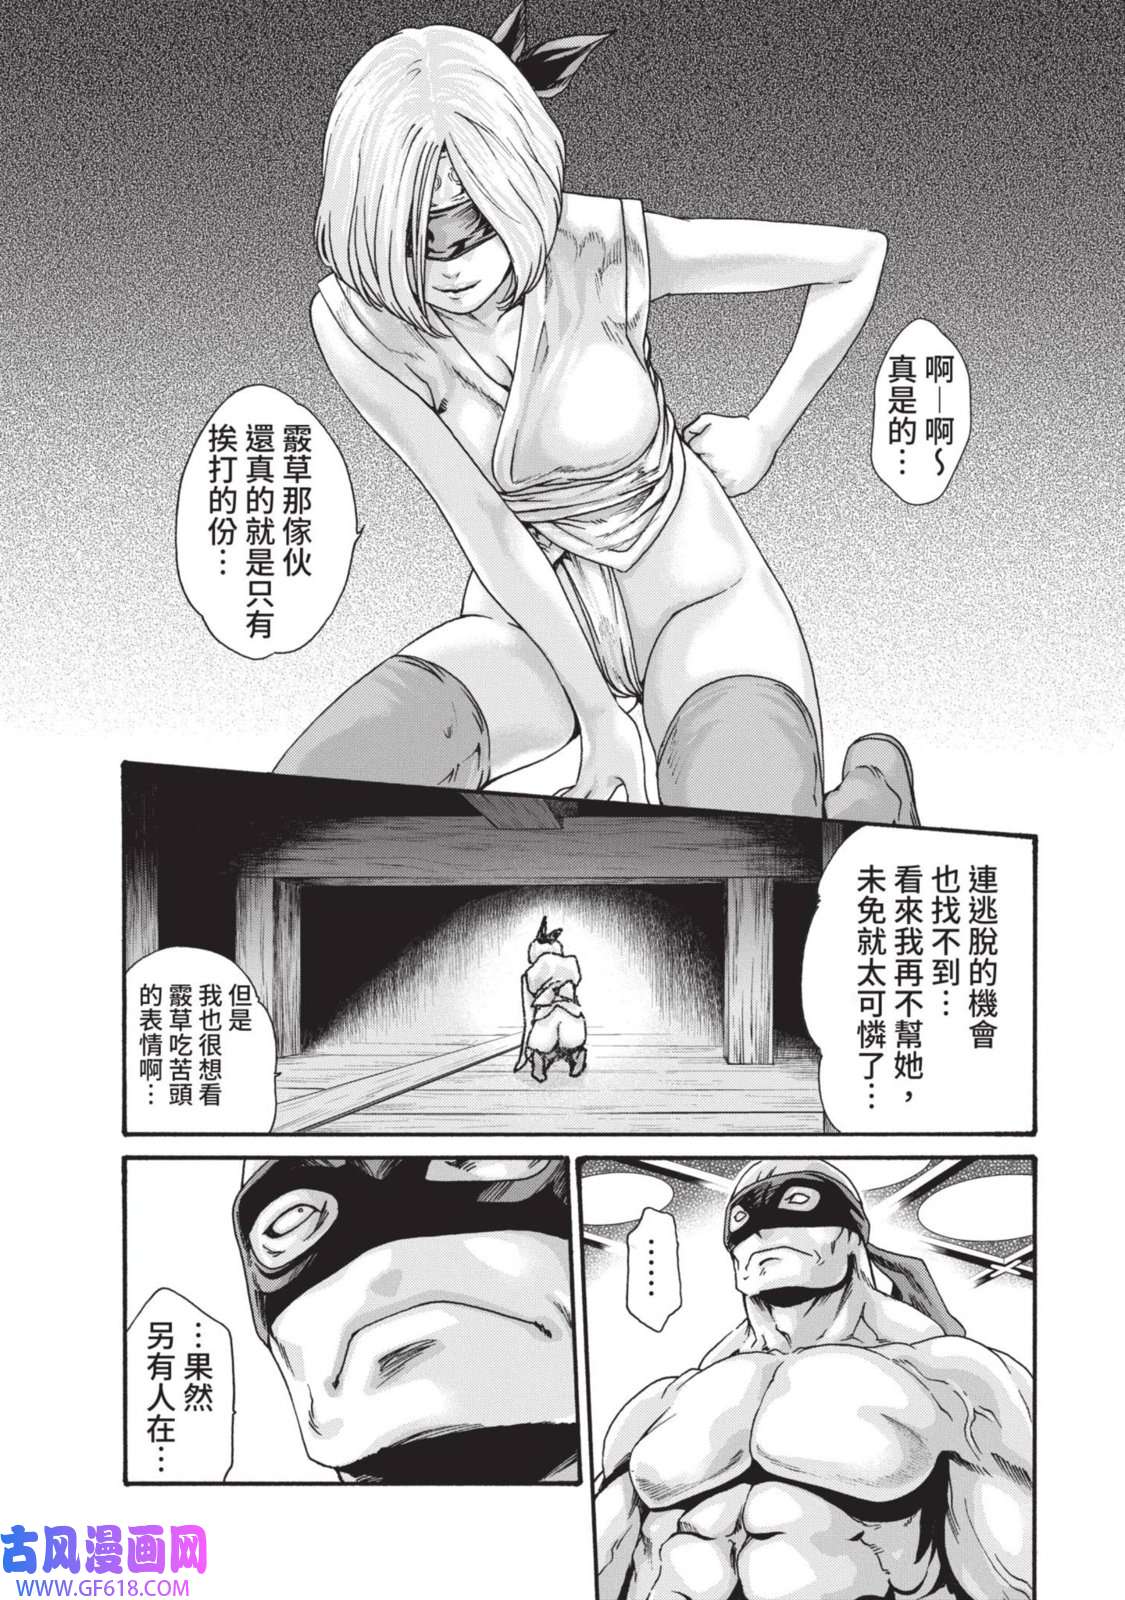 啊—啊~
真是的…
霰草那傢伙
還真的就是只有
挨打的份…
連逃脫的機會
也找不到…
看來我再不幫她，
未免就太可憐了…
但是
我也很想看
霰草吃苦頭
的表情啊…
………
…果然
另有人在…
古风漫画网
WWW.GF618.COM